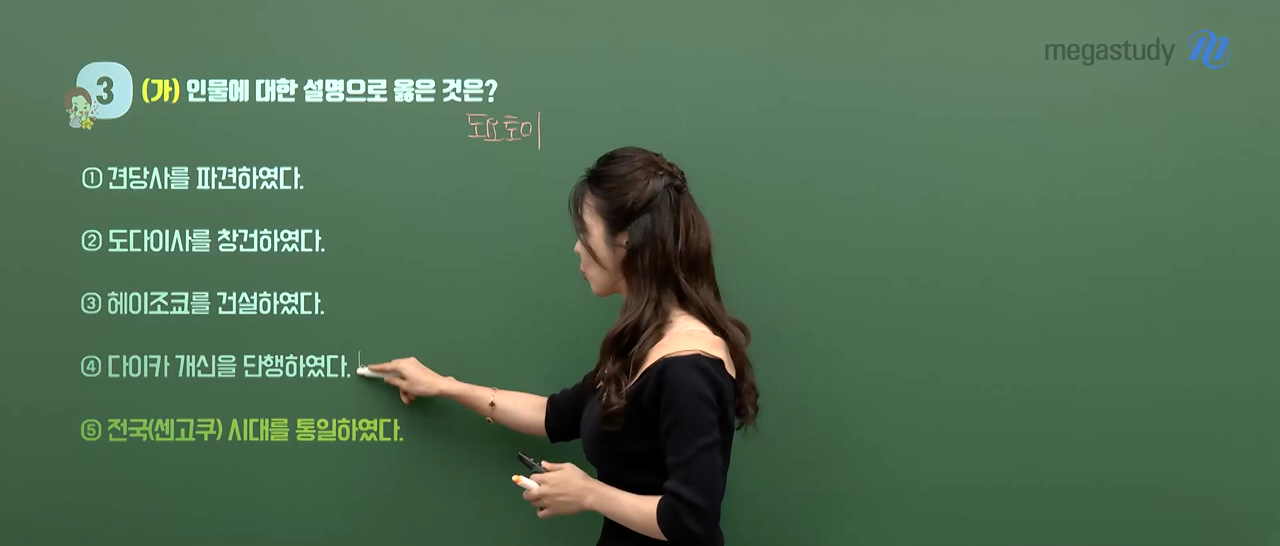 megastudy
3 (가) 인물에 대한 설명으로 옳은 것은?
도요토미
① 견당사를 파견하였다.
② 도다이사를 창건하였다.
③ 헤이조쿄를 건설하였다.
④ 다이카 개신을 단행하였다.
⑤ 전국(센고쿠) 시대를 통일하였다.